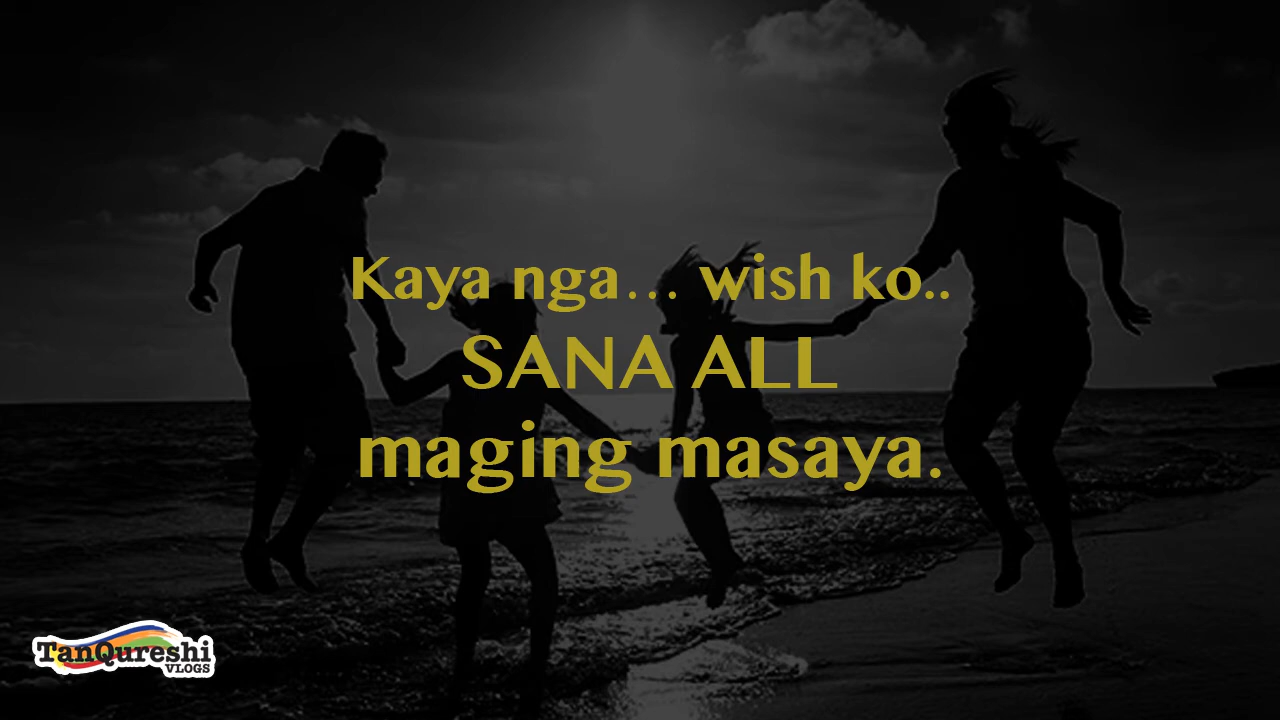 Kaya nga... wish ko..
SANA ALL
maging masaya.
TanQureshi
VLOGS